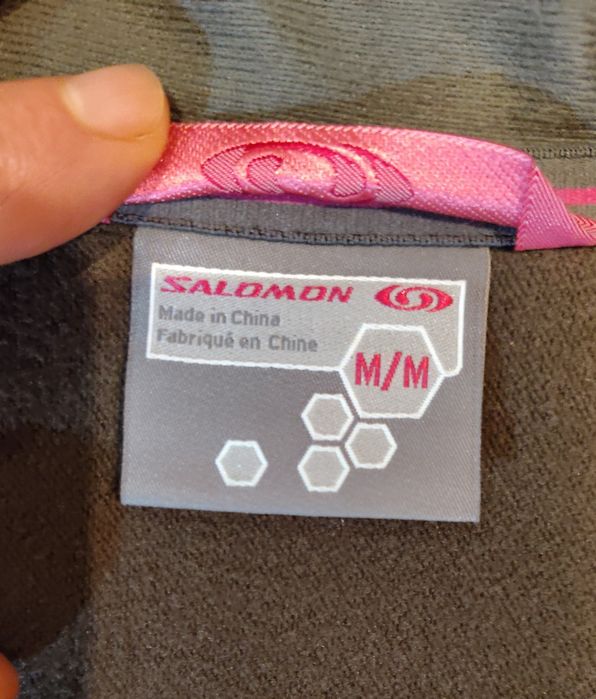 SALOMON
Made in China
Fabriqué en Chine
M/M